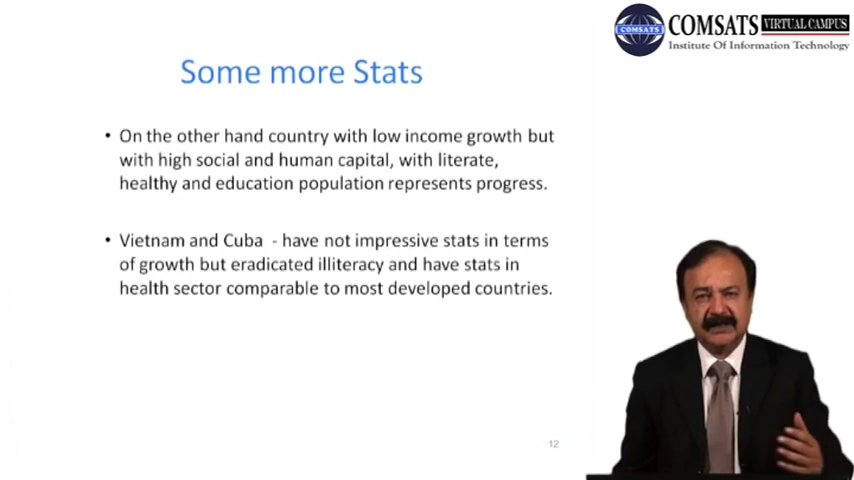 COMSATS VIRTUAL CAMPUS
COMSATS
Institute Of Information Technology
Some more Stats
• On the other hand country with low income growth but
with high social and human capital, with literate,
healthy and education population represents progress.
• Vietnam and Cuba - have not impressive stats in terms
of growth but eradicated illiteracy and have stats in
health sector comparable to most developed countries.
12